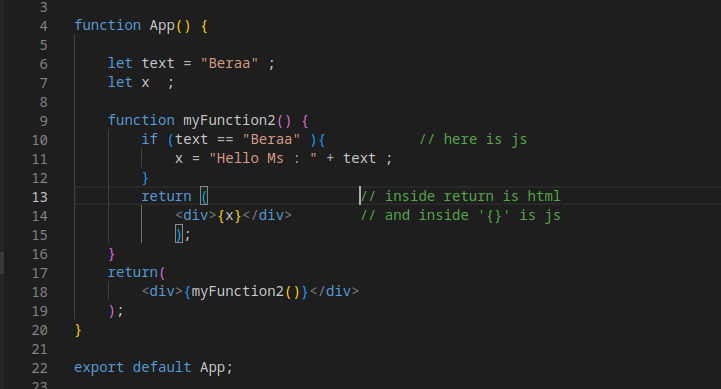 3
4 function App() {
5
6 let text = "Beraa" ;
7 let x  ;
8
9 function myFunction2() {
10 if (text == "Beraa" ){ // here is js
11 x = "Hello Ms : " + text ;
12 }
13 return ( // inside return is html
14 <div>{x}</div> // and inside '{}' is js
15 );
16 }
17 return(
18 <div>{myFunction2()}</div>
19 );
20 }
21
22 export default App;
23